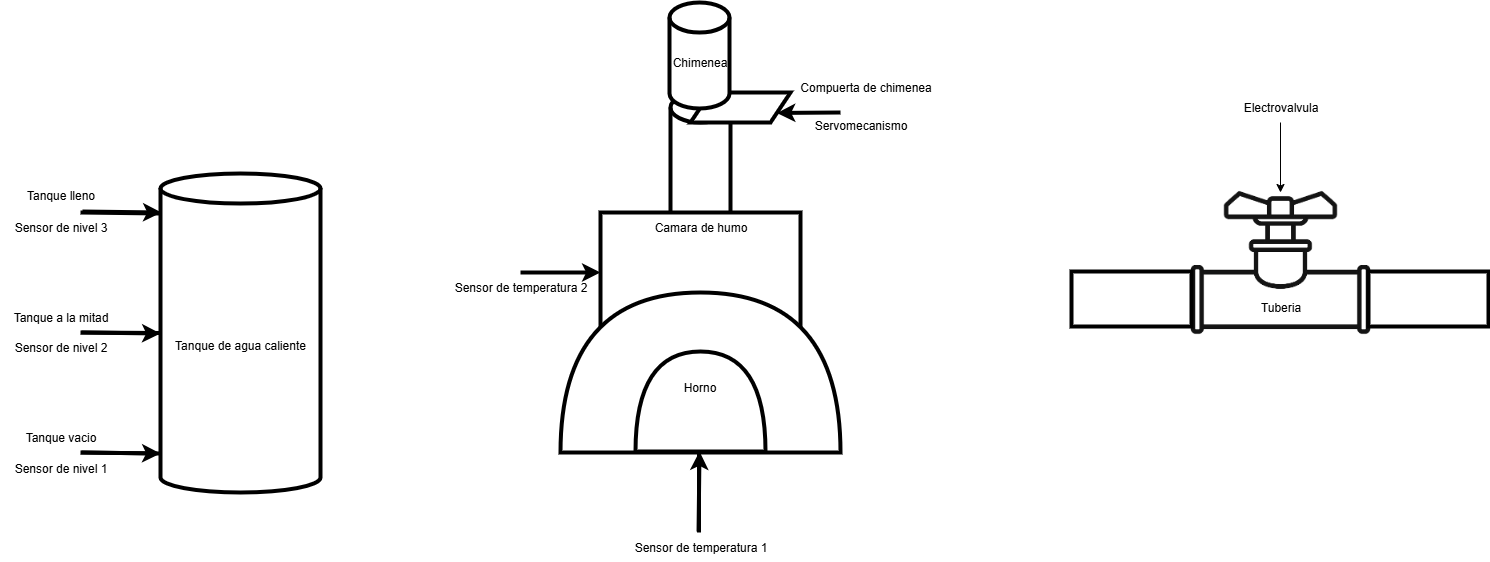 Tanque lleno
Sensor de nivel 3
Tanque a la mitad
Sensor de nivel 2
Tanque de agua caliente
Tanque vacio
Sensor de nivel 1
Chimenea
Compuerta de chimenea
Servomecanismo
Camara de humo
Sensor de temperatura 2
Horno
Sensor de temperatura 1
Electrovalvula
Tuberia